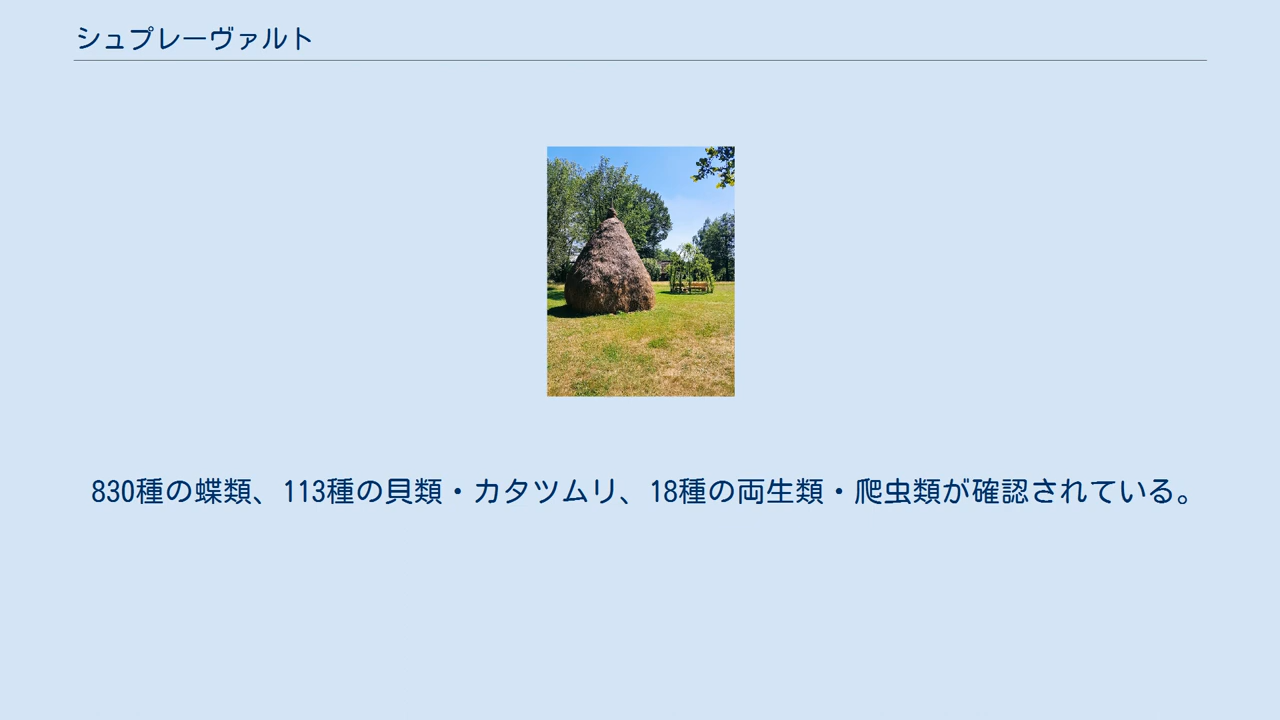 シュプレーヴァルト
830種の蝶類、113種の貝類・カタツムリ、18種の両生類・爬虫類が確認されている。